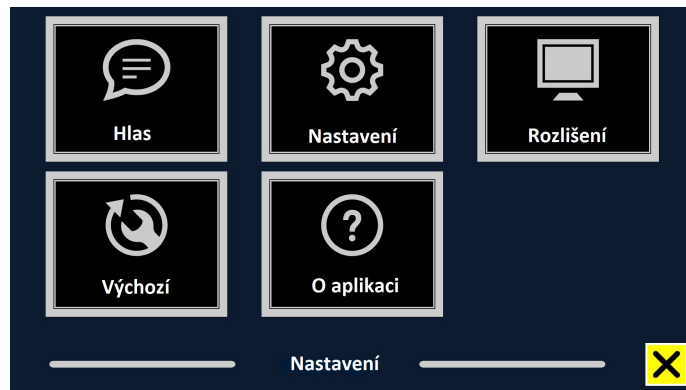 Hlas
Nastavení
Rozlišení
Výchozí
?
O aplikaci
Nastavení